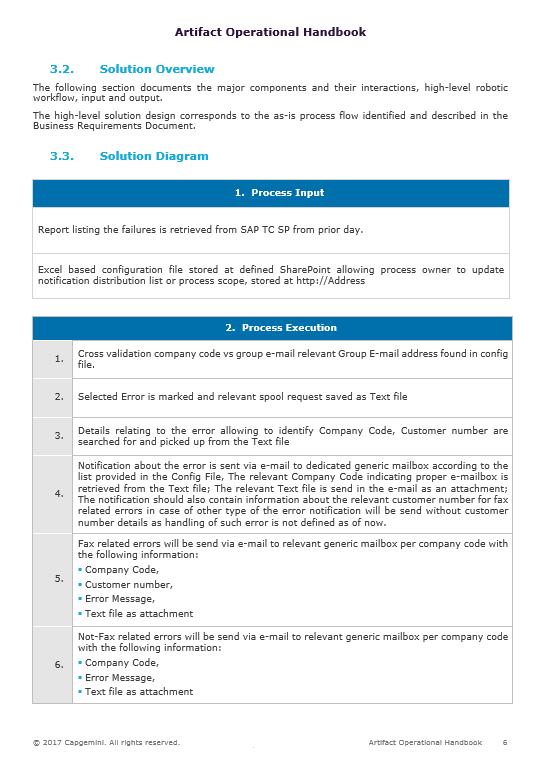 Artifact Operational Handbook
3.2. Solution Overview
The following section documents the major components and their interactions, high-level robotic
workflow, input and output.
The high-level solution design corresponds to the as-is process flow identified and described in the
Business Requirements Document.
3.3. Solution Diagram
1. Process Input
Report listing the failures is retrieved from SAP TC SP from prior day.
Excel based configuration file stored at defined SharePoint allowing process owner to update
notification distribution list or process scope, stored at http://Address
2. Process Execution
1. Cross validation company code vs group e-mail relevant Group E-mail address found in config
file.
2. Selected Error is marked and relevant spool request saved as Text file
3. Details relating to the error allowing to identify Company Code, Customer number are
searched for and picked up from the Text file
4. Notification about the error is sent via e-mail to dedicated generic mailbox according to the
list provided in the Config File, The relevant Company Code indicating proper e-mailbox is
retrieved from the Text file; The relevant Text file is send in the e-mail as an attachment;
The notification should also contain information about the relevant customer number for fax
related errors in case of other type of the error notification will be send without customer
number details as handling of such error is not defined as of now.
5. Fax related errors will be send via e-mail to relevant generic mailbox per company code with
the following information:
▪ Company Code,
▪ Customer number,
▪ Error Message,
▪ Text file as attachment
6. Not-Fax related errors will be send via e-mail to relevant generic mailbox per company code
with the following information:
▪ Company Code,
▪ Error Message,
▪ Text file as attachment
© 2017 Capgemini. All rights reserved. Artifact Operational Handbook 6